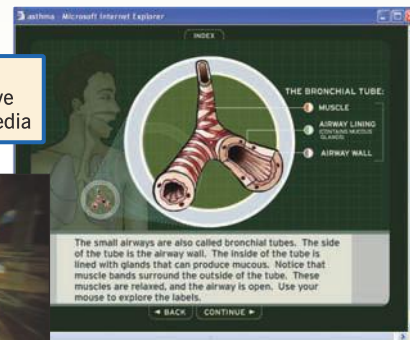 asthma - Microsoft Internet Explorer
INDEX
ve
edia
THE BRONCHIAL TUBE:
MUSCLE
AIRWAY LINING
(CONTAINS MUCOUS
GLANDS)
AIRWAY WALL
The small airways are also called bronchial tubes. The side
of the tube is the airway wall. The inside of the tube is
lined with glands that can produce mucous. Notice that
muscle bands surround the outside of the tube. These
muscles are relaxed, and the airway is open. Use your
mouse to explore the labels.
BACK CONTINUE